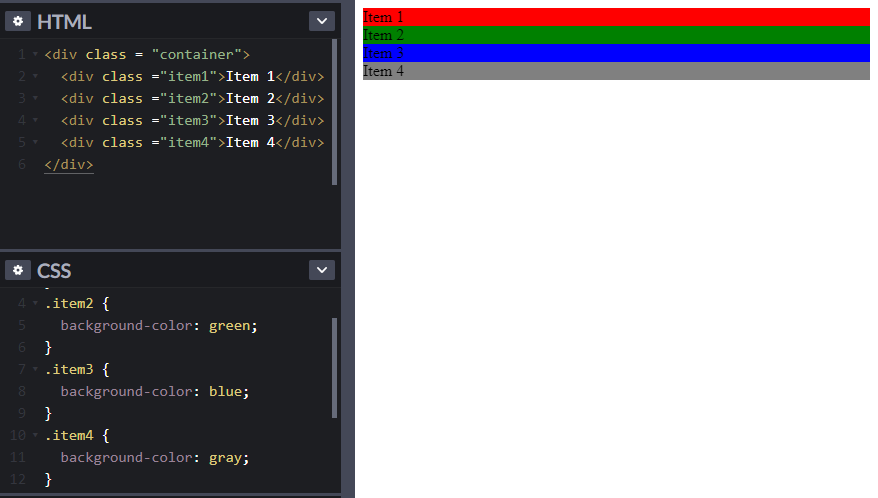 HTML
1 <div class = "container">
2 <div class ="item1">Item 1</div>
3 <div class ="item2">Item 2</div>
4 <div class ="item3">Item 3</div>
5 <div class ="item4">Item 4</div>
6 </div>
CSS
4 .item2 {
5 background-color: green;
6 }
7 .item3 {
8 background-color: blue;
9 }
10 .item4 {
11 background-color: gray;
12 }
Item 1
Item 2
Item 3
Item 4